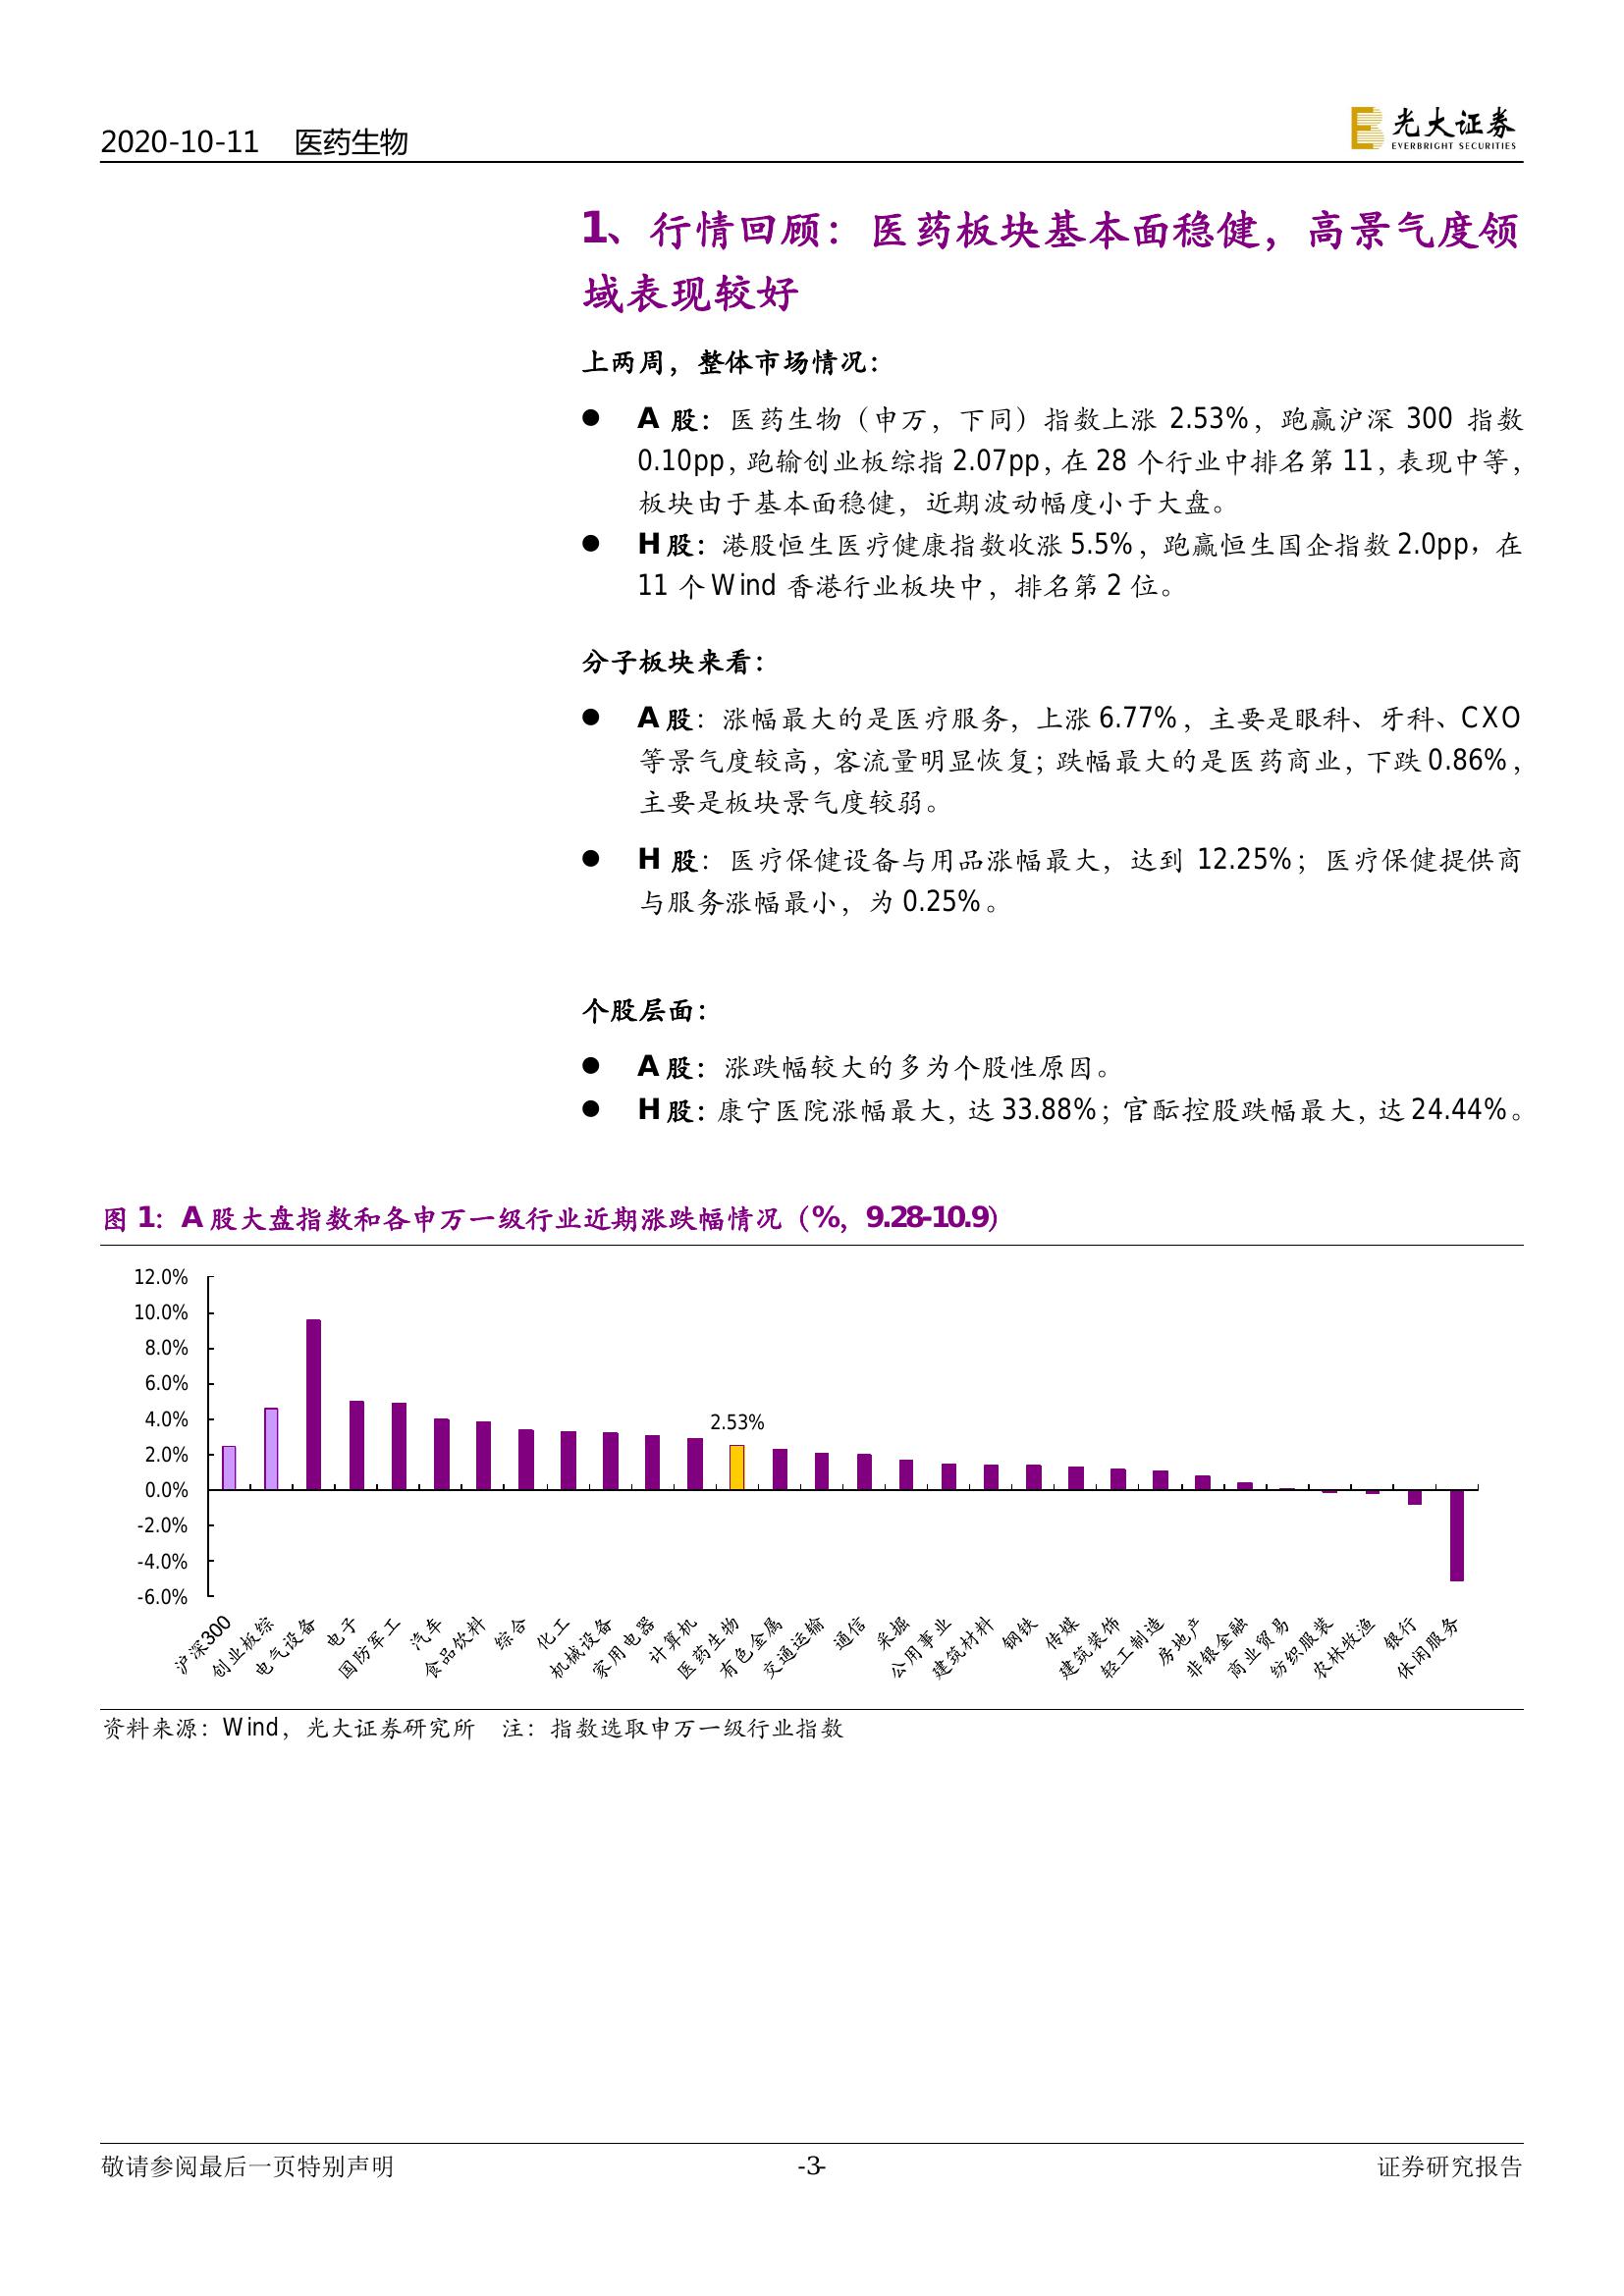 2020-10-11 医药生物
光大证券
EVERBRIGHT SECURITIES
1、行情回顾：医药板块基本面稳健，高景气度领
域表现较好
上两周，整体市场情况：
● A 股：医药生物（申万，下同）指数上涨 2.53%，跑赢沪深 300 指数
0.10pp，跑输创业板综指 2.07pp，在 28 个行业中排名第 11，表现中等，
板块由于基本面稳健，近期波动幅度小于大盘。
● H 股：港股恒生医疗健康指数收涨 5.5%，跑赢恒生国企指数 2.0pp，在
11 个 Wind 香港行业板块中，排名第 2 位。
分子板块来看：
● A 股：涨幅最大的是医疗服务，上涨 6.77%，主要是眼科、牙科、CXO
等景气度较高，客流量明显恢复；跌幅最大的是医药商业，下跌 0.86%，
主要是板块景气度较弱。
● H 股：医疗保健设备与用品涨幅最大，达到 12.25%；医疗保健提供商
与服务涨幅最小，为 0.25%。
个股层面：
● A 股：涨跌幅较大的多为个股性原因。
● H 股：康宁医院涨幅最大，达 33.88%；官酝控股跌幅最大，达 24.44%。
图 1：A 股大盘指数和各申万一级行业近期涨跌幅情况（%，9.28-10.9）
12.0%
10.0%
8.0%
6.0%
4.0%
2.0%
0.0%
-2.0%
-4.0%
-6.0%
2.53%
沪深300
创业板综
电气设备
电子
国防军工
汽车
食品饮料
综合
化工
机械设备
家用电器
计算机
医药生物
有色金属
交通运输
通信
采掘
公用事业
建筑材料
钢铁
传媒
建筑装饰
轻工制造
房地产
非银金融
商业贸易
纺织服装
农林牧渔
银行
休闲服务
资料来源：Wind，光大证券研究所 注：指数选取申万一级行业指数
敬请参阅最后一页特别声明
-3-
证券研究报告